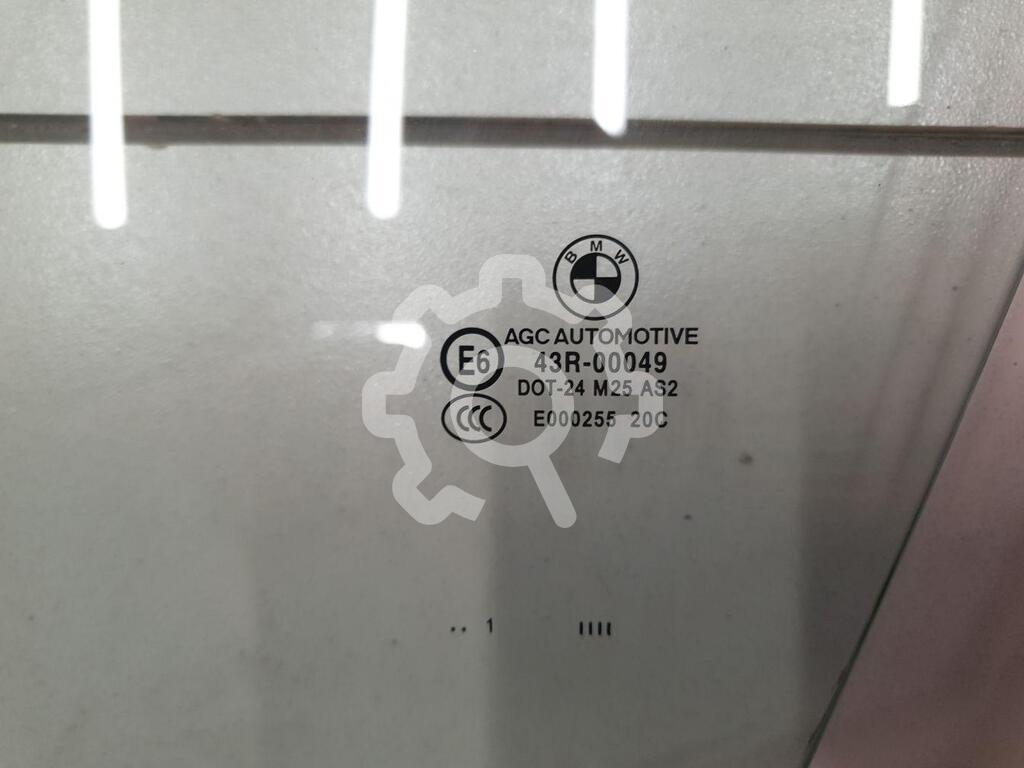 BMW
AGC AUTOMOTIVE
E6 43R-00049
DOT-24 M25 AS2
CCC E000255 20C
.. 1 IIII